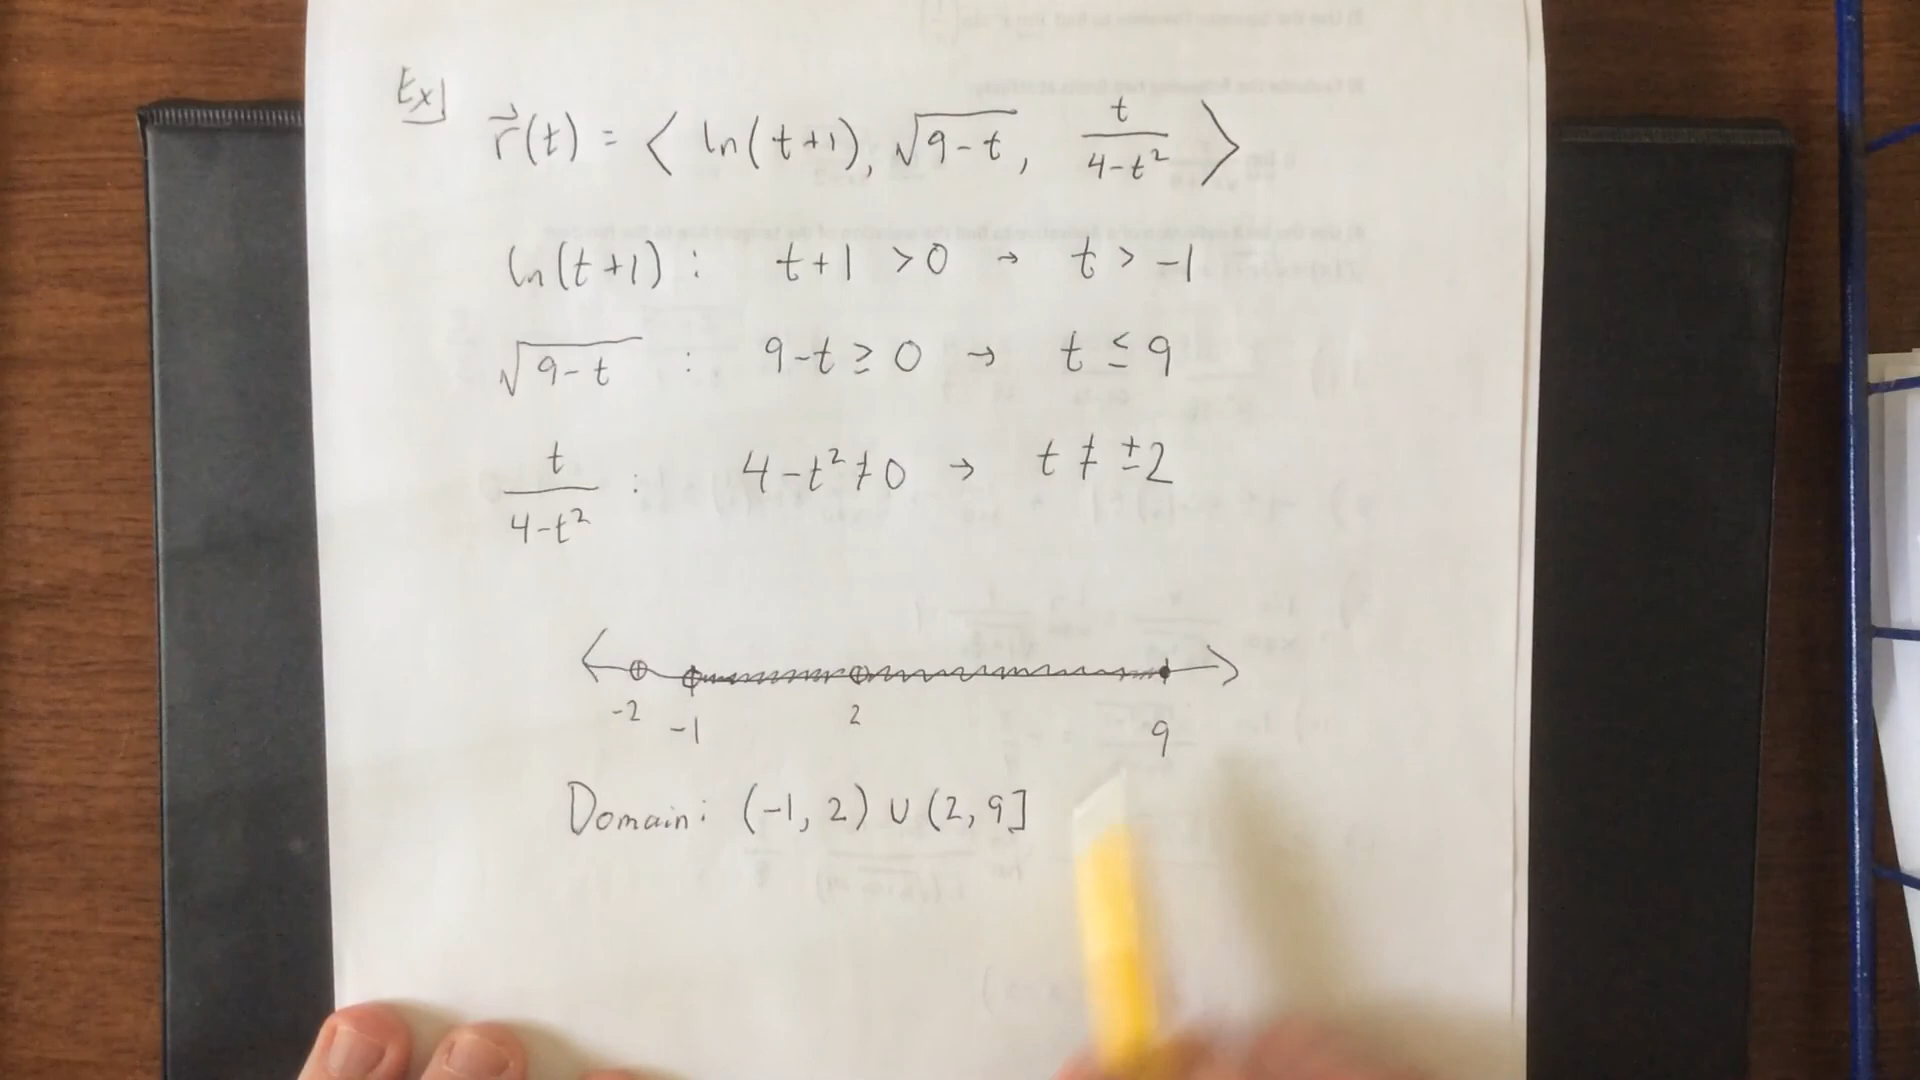 Ex] r⃗(t) = ⟨ ln(t+1), √(9-t), t/(4-t²) ⟩
ln(t+1) : t+1 > 0 → t > -1
√(9-t) : 9-t ≥ 0 → t ≤ 9
t/(4-t²) : 4-t² ≠ 0 → t ≠ ±2
-2 -1 2 9
Domain: (-1, 2) ∪ (2, 9]